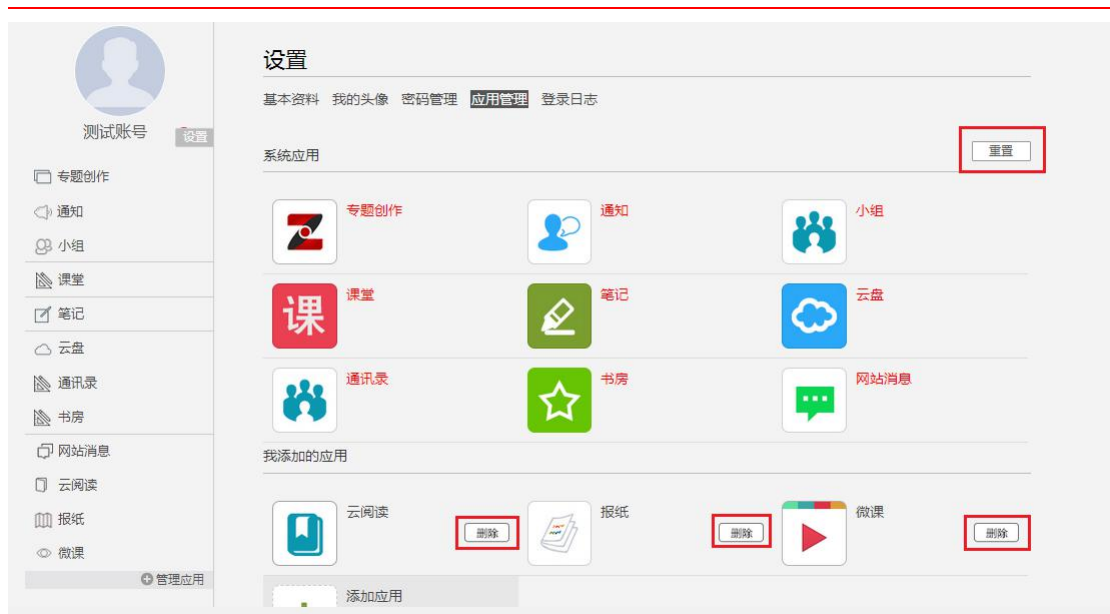 测试账号
设置
专题创作
通知
小组
课堂
笔记
云盘
通讯录
书房
网站消息
云阅读
报纸
微课
管理应用
设置
基本资料 我的头像 密码管理 应用管理 登录日志
系统应用 重置
专题创作 通知 小组
课 课堂 笔记 云盘
通讯录 书房 网站消息
我添加的应用
云阅读 删除 报纸 删除 微课 删除
添加应用